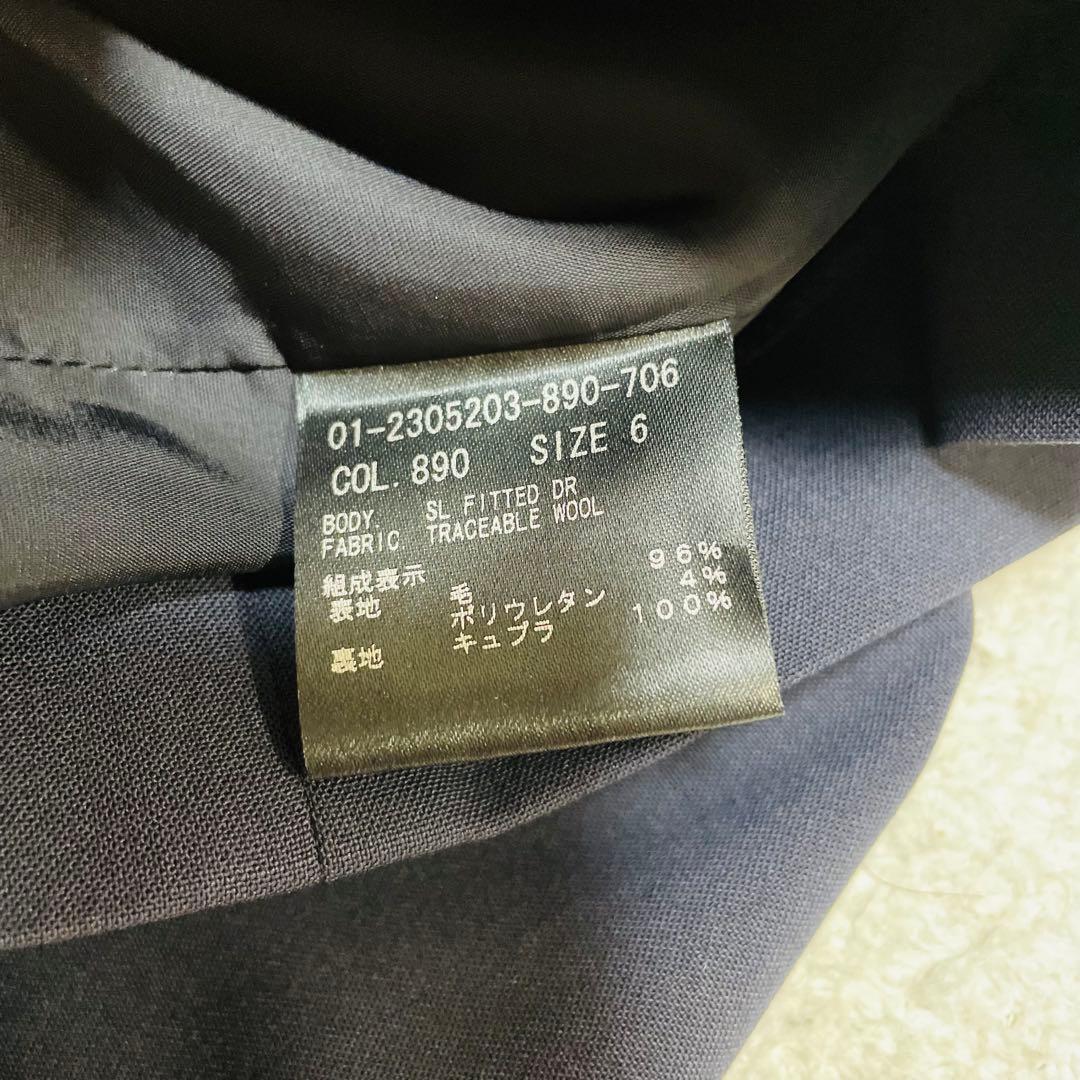 01-2305203-890-706
COL. 890 SIZE 6
BODY. SL FITTED DR
FABRIC TRACEABLE WOOL
組成表示
表地 毛 96%
ポリウレタン 4%
裏地 キュプラ 100%